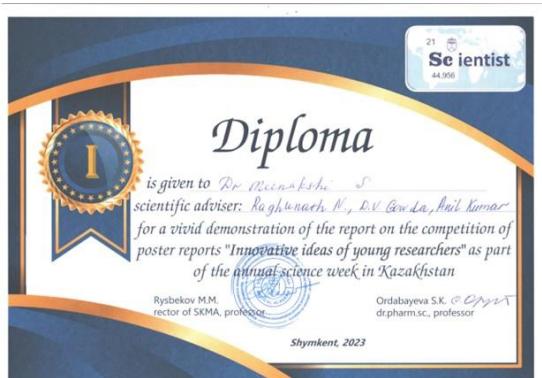 21
Sc ientist
44,956
I
Diploma
is given to Dr Meenakshi S
scientific adviser: Raghunath N., D.V. Gowda, Anil Kumar
for a vivid demonstration of the report on the competition of
poster reports "Innovative ideas of young researchers" as part
of the annual science week in Kazakhstan
Rysbekov M.M.
rector of SKMA, professor
Ordabayeva S.K.
dr.pharm.sc., professor
Shymkent, 2023